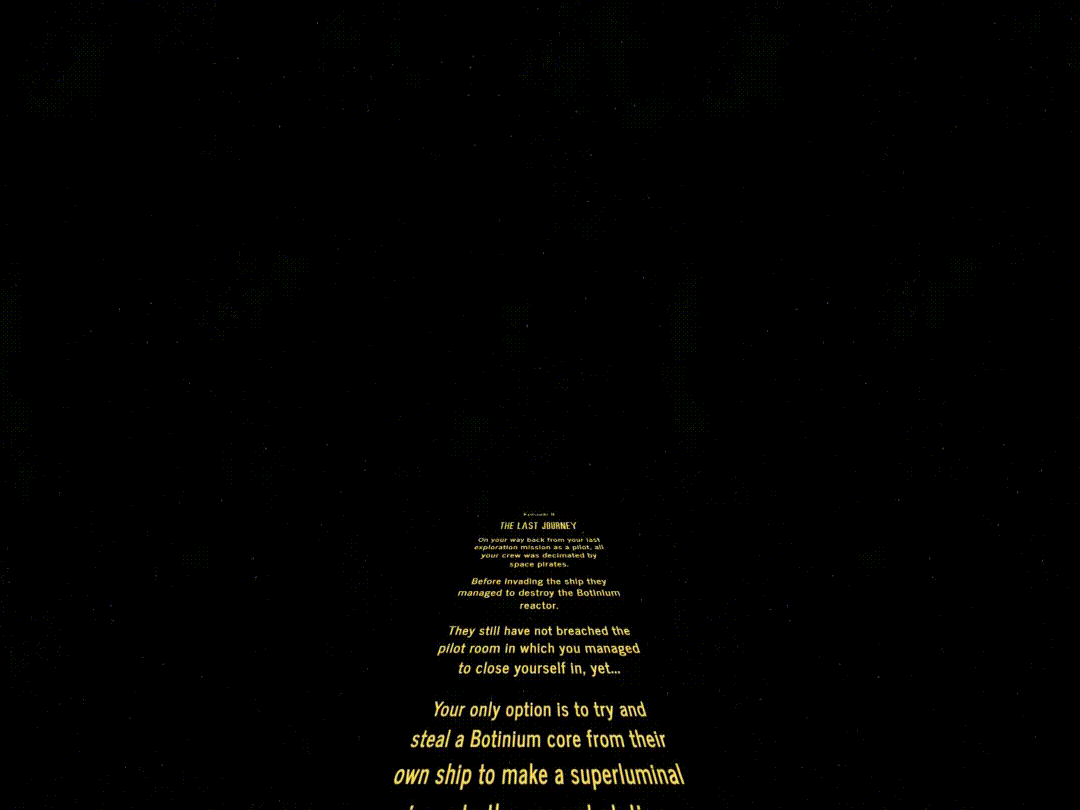 THE LAST JOURNEY
On your way back from your last
exploration mission as a pilot, all
your crew was decimated by
space pirates.
Before invading the ship they
managed to destroy the Botinium
reactor.
They still have not breached the
pilot room in which you managed
to close yourself in, yet...
Your only option is to try and
steal a Botinium core from their
own ship to make a superluminal